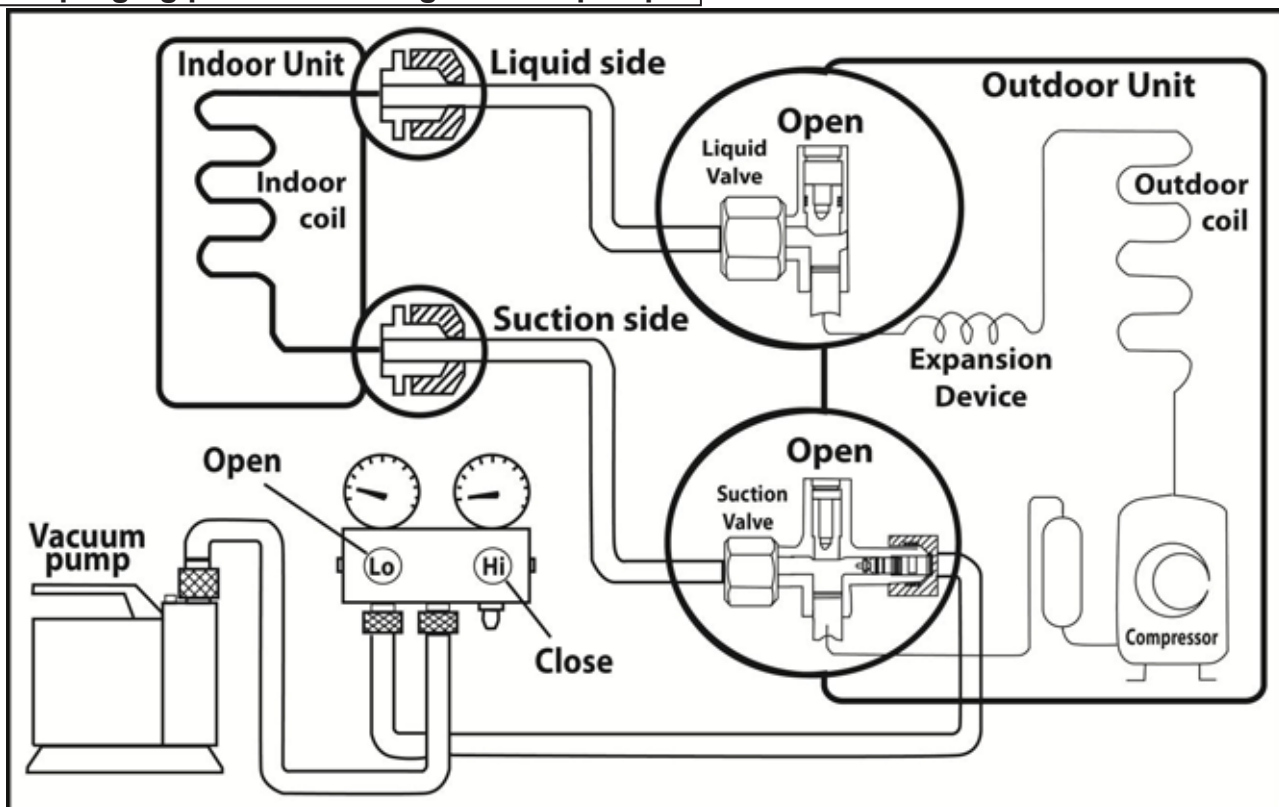 Indoor Unit
Liquid side
Outdoor Unit
Open
Liquid
Valve
Indoor
coil
Outdoor
coil
Suction side
Expansion
Device
Open
Open
Suction
Valve
Vacuum
pump
Lo
Hi
Close
Compressor